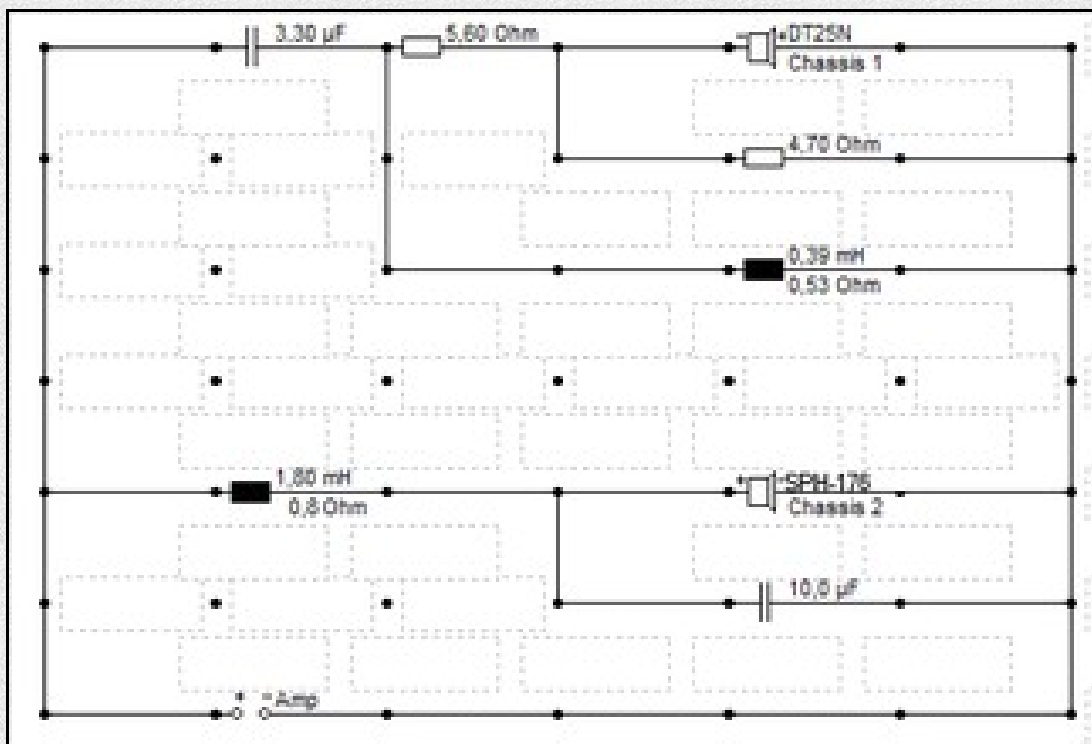 3,30 µF
5,60 Ohm
DT25N
Chassis 1
4,70 Ohm
0,39 mH
0,53 Ohm
1,80 mH
0,8 Ohm
SPH-176
Chassis 2
10,0 µF
Amp